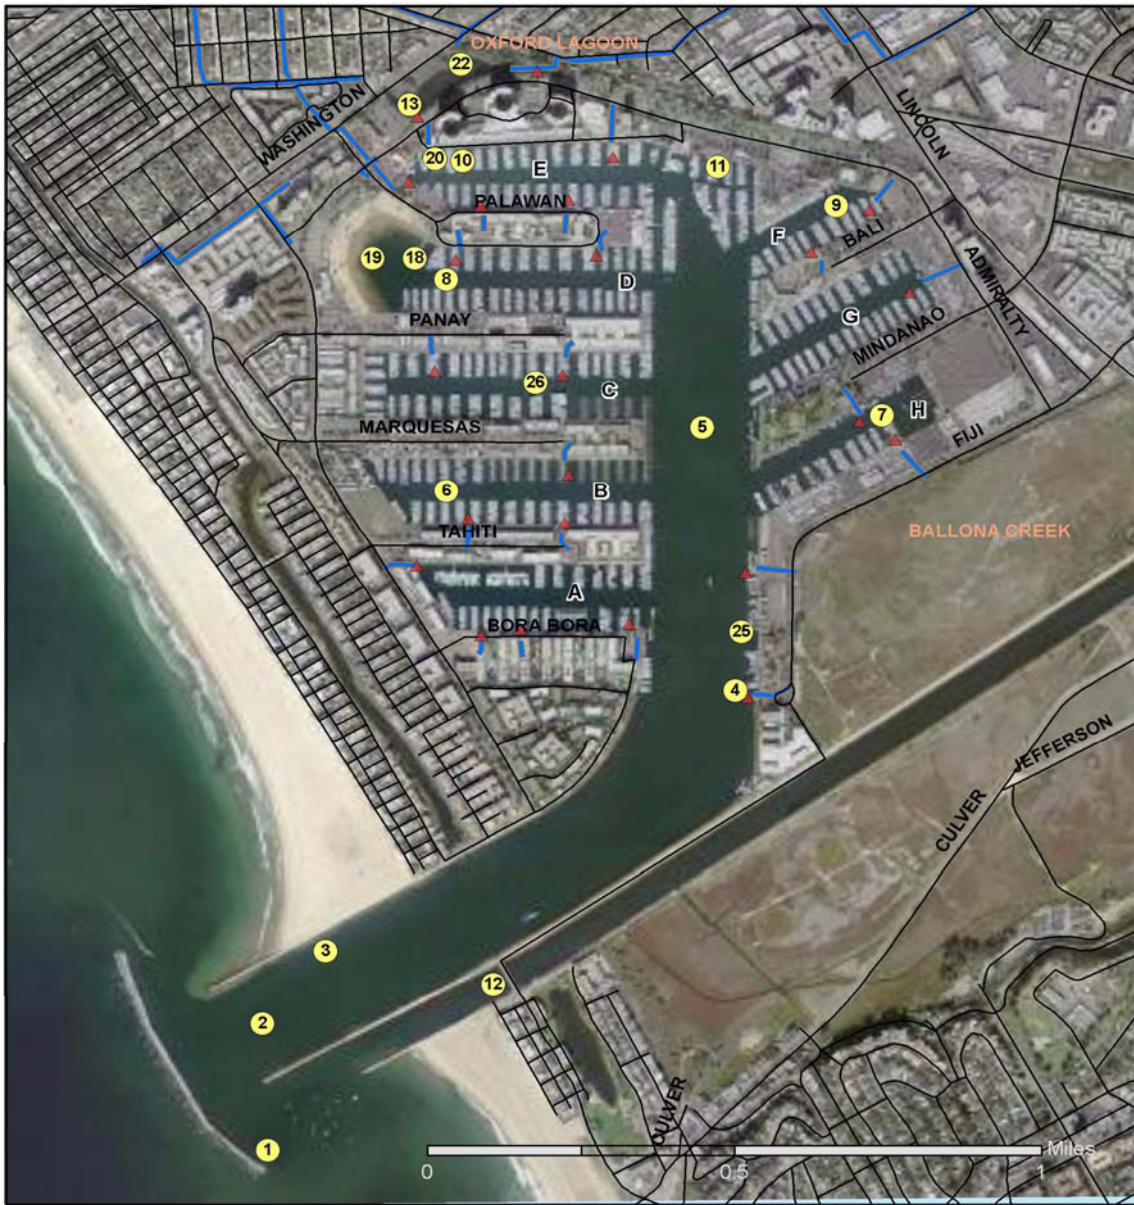 OXFORD LAGOON
22
13
WASHINGTON
LINCOLN
20
10
E
11
PALAWAN
9
F
BALI
19
18
8
D
ADMIRALTY
PANAY
G
MINDANAO
26
C
7
H
MARQUESAS
5
FIJI
6
B
TAHITI
BALLONA CREEK
A
BORA BORA
25
4
JEFFERSON
CULVER
3
12
2
CULVER
1
Miles
0
0.5
1